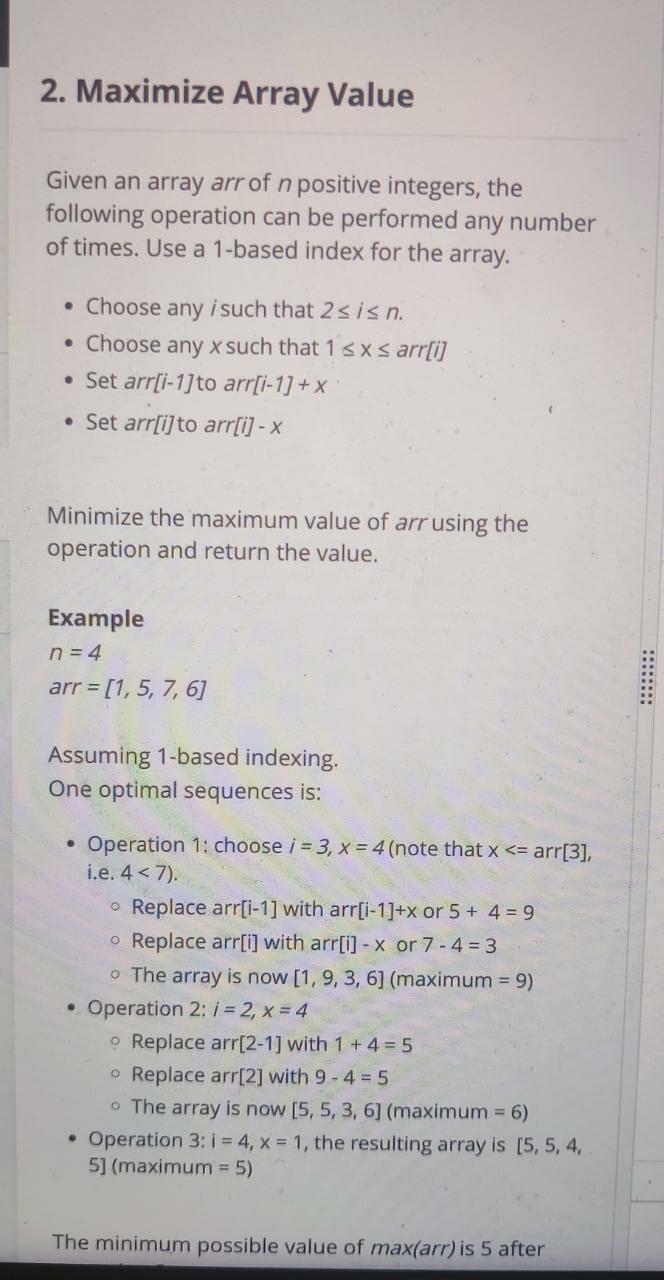 2. Maximize Array Value
Given an array arr of n positive integers, the
following operation can be performed any number
of times. Use a 1-based index for the array.
• Choose any i such that 2 ≤ i ≤ n.
• Choose any x such that 1 ≤ x ≤ arr[i]
• Set arr[i-1] to arr[i-1] + x
• Set arr[i] to arr[i] - x
Minimize the maximum value of arr using the
operation and return the value.
Example
n = 4
arr = [1, 5, 7, 6]
Assuming 1-based indexing.
One optimal sequences is:
• Operation 1: choose i = 3, x = 4 (note that x <= arr[3],
i.e. 4 < 7).
○ Replace arr[i-1] with arr[i-1]+x or 5 + 4 = 9
○ Replace arr[i] with arr[i] - x or 7 - 4 = 3
○ The array is now [1, 9, 3, 6] (maximum = 9)
• Operation 2: i = 2, x = 4
○ Replace arr[2-1] with 1 + 4 = 5
○ Replace arr[2] with 9 - 4 = 5
○ The array is now [5, 5, 3, 6] (maximum = 6)
• Operation 3: i = 4, x = 1, the resulting array is [5, 5, 4,
5] (maximum = 5)
The minimum possible value of max(arr) is 5 after